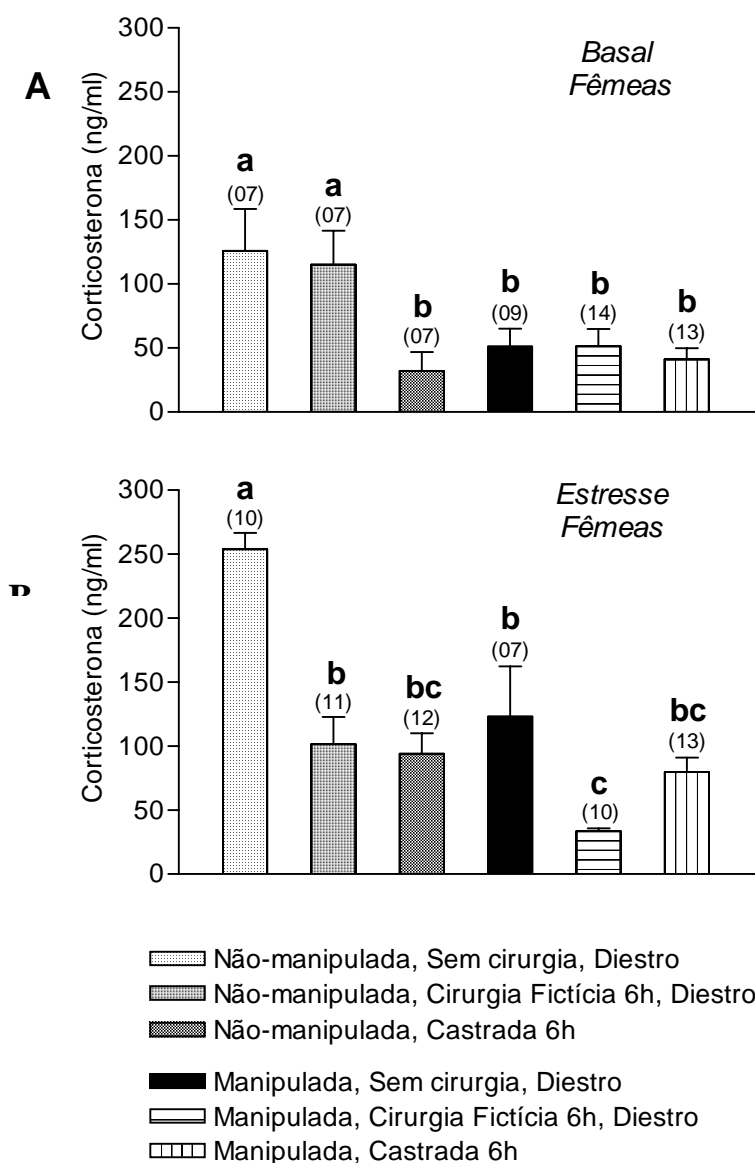 A
Basal
Fêmeas
Corticosterona (ng/ml)
300
250
200
150
100
50
0
a
(07)
a
(07)
b
(07)
b
(09)
b
(14)
b
(13)
Estresse
Fêmeas
Corticosterona (ng/ml)
300
250
200
150
100
50
0
a
(10)
b
(11)
bc
(12)
b
(07)
c
(10)
bc
(13)
Não-manipulada, Sem cirurgia, Diestro
Não-manipulada, Cirurgia Fictícia 6h, Diestro
Não-manipulada, Castrada 6h
Manipulada, Sem cirurgia, Diestro
Manipulada, Cirurgia Fictícia 6h, Diestro
Manipulada, Castrada 6h